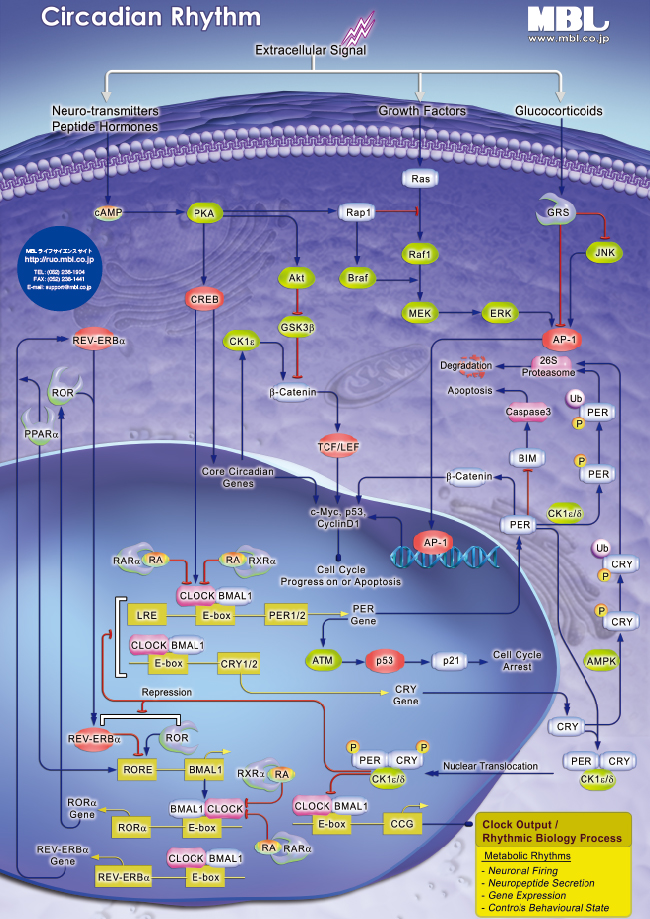 Circadian Rhythm
MBL
www.mbl.co.jp
Extracellular Signal
Neuro-transmitters
Peptide Hormones
Growth Factors
Glucocorticoids
Ras
cAMP
PKA
Rap1
GRS
MBL ライフサイエンスサイト
http://ruo.mbl.co.jp
TEL: (052) 238-1904
FAX: (052) 238-1441
E-mail: support@mbl.co.jp
Raf1
JNK
Akt
Braf
CREB
MEK
ERK
GSK3β
REV-ERBα
CK1ε
AP-1
Degradation
26S
Proteasome
ROR
β-Catenin
Apoptosis
Ub
Caspase3
PER
P
PPARα
TCF/LEF
BIM
P
PER
Core Circadian
Genes
β-Catenin
c-Myc, p53,
CyclinD1
PER
CK1ε/δ
AP-1
Ub
CRY
P
RARα
RA
RA
RXRα
Cell Cycle
Progression or Apoptosis
CLOCK
BMAL1
LRE
E-box
PER1/2
PER
Gene
P
CRY
CLOCK
BMAL1
E-box
CRY1/2
ATM
p53
p21
Cell Cycle
Arrest
AMPK
Repression
CRY
Gene
CRY
REV-ERBα
ROR
P
PER
CRY
P
CK1ε/δ
Nuclear Translocation
PER
CRY
CK1ε/δ
RORE
BMAL1
RXRα
RA
RORα
Gene
BMAL1
CLOCK
CLOCK
BMAL1
RORα
E-box
E-box
CCG
RA
RARα
REV-ERBα
Gene
CLOCK
BMAL1
REV-ERBα
E-box
Clock Output /
Rhythmic Biology Process
Metabolic Rhythms
- Neuroral Firing
- Neuropeptide Secretion
- Gene Expression
- Contro's Behavioural State